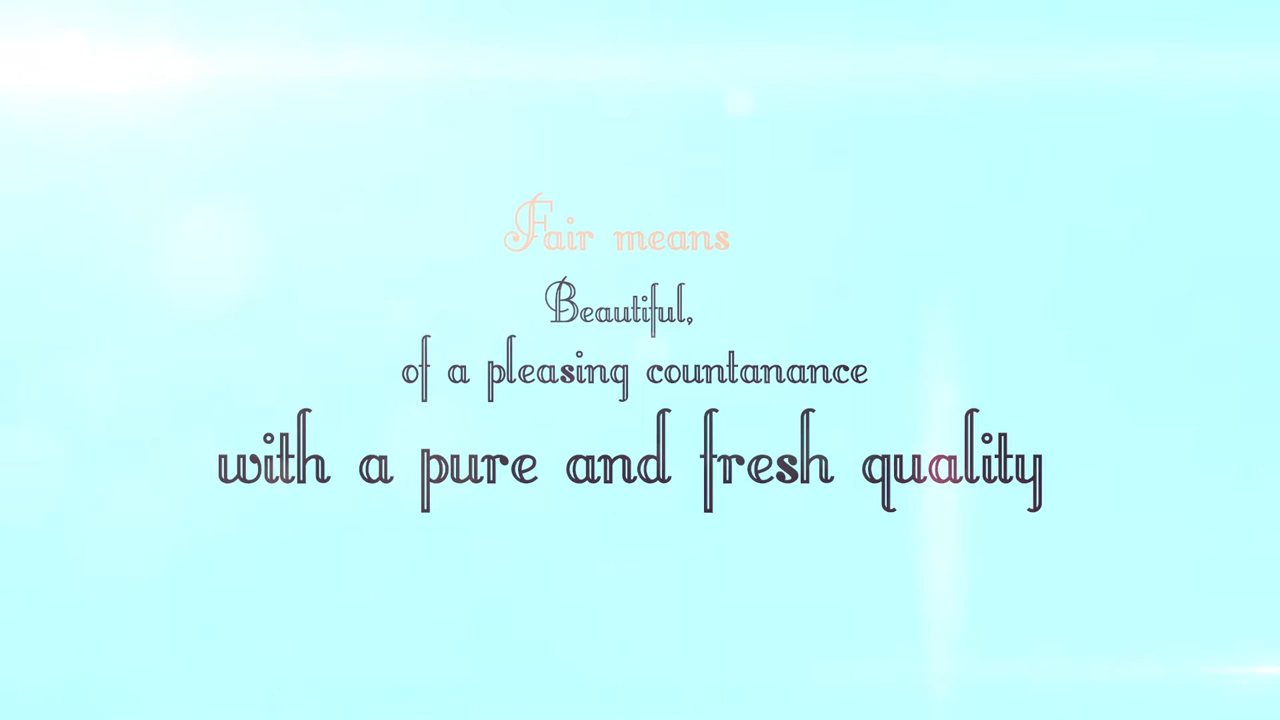 Fair means
Beautiful,
of a pleasing countanance
with a pure and fresh quality